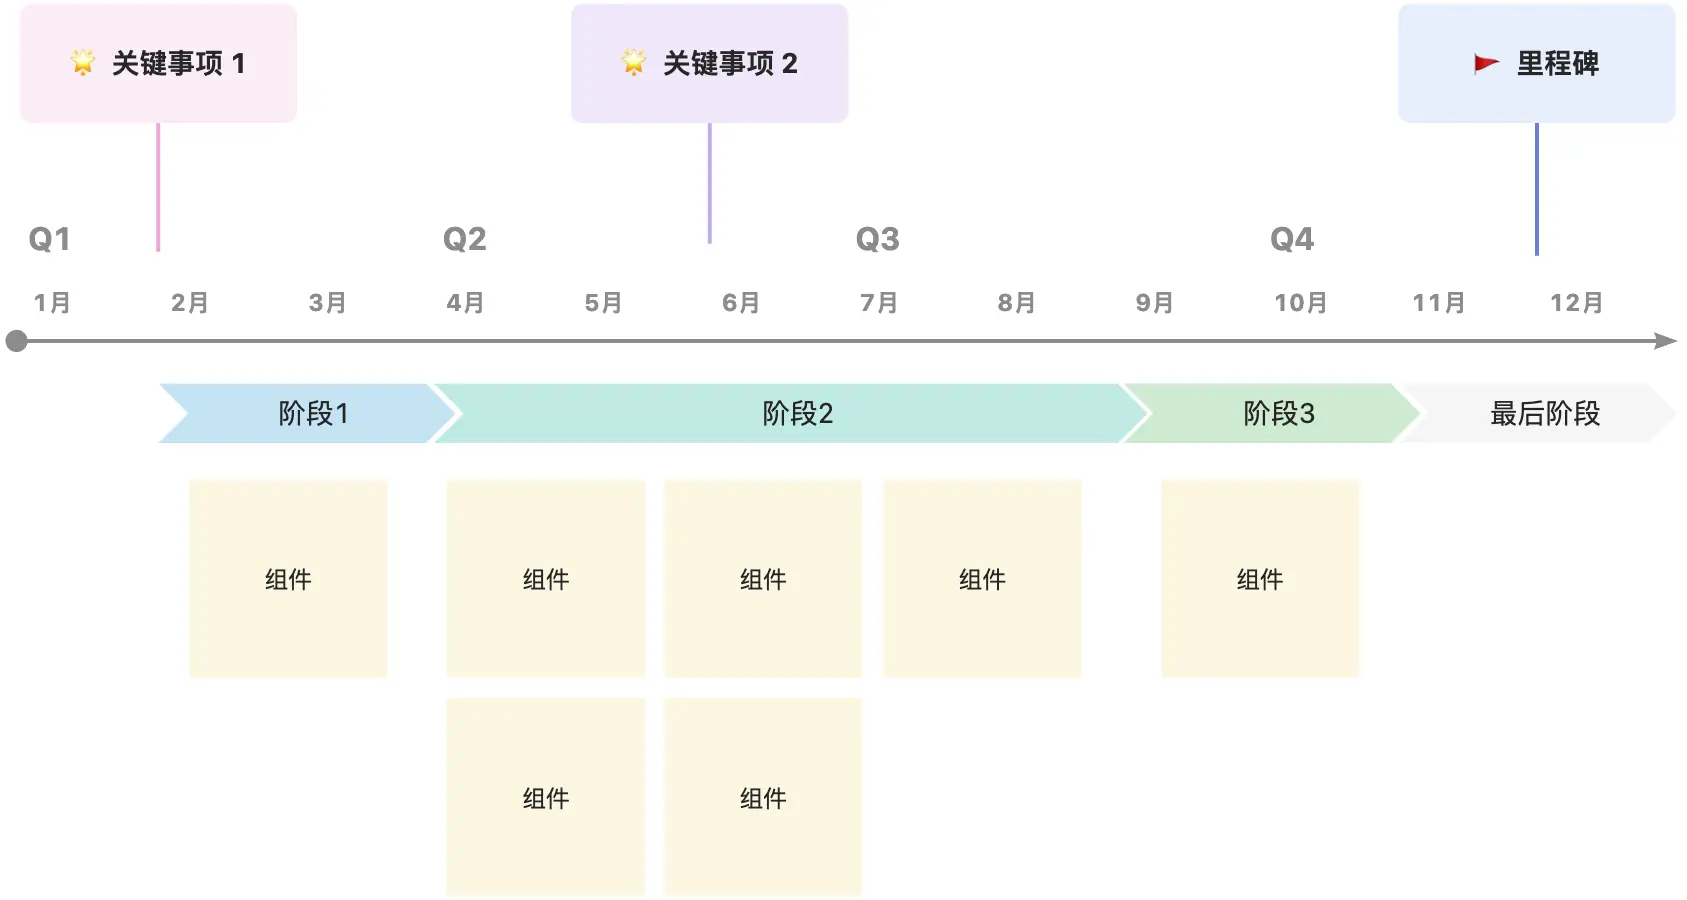 🌟 关键事项 1
🌟 关键事项 2
🚩 里程碑
Q1 Q2 Q3 Q4
1月 2月 3月 4月 5月 6月 7月 8月 9月 10月 11月 12月
阶段1 阶段2 阶段3 最后阶段
组件 组件 组件 组件 组件
组件 组件